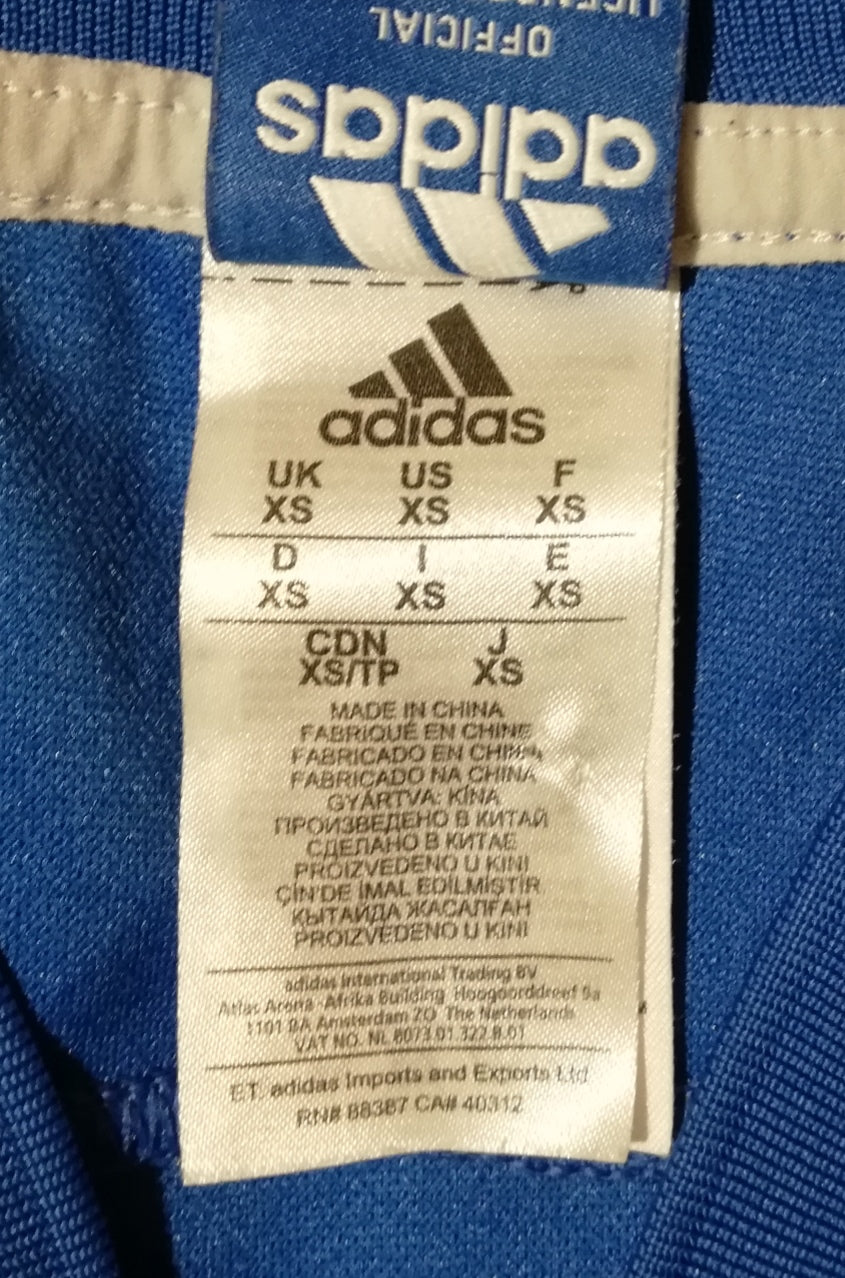 OFFICIAL
adidas
adidas
UK US F
XS XS XS
D I E
XS XS XS
CDN J
XS/TP XS
MADE IN CHINA
FABRIQUÉ EN CHINE
FABRICADO EN CHINA
FABRICADO NA CHINA
GYÁRTVA: KÍNA
ПРОИЗВЕДЕНО В КИТАЙ
СДЕЛАНО В КИТАЕ
PROIZVEDENO U KINI
ÇİN'DE İMAL EDİLMİŞTİR
ҚЫТАЙДА ЖАСАЛҒАН
PROIZVEDENO U KINI
adidas International Trading BV
Atlas Arena -Afrika Building Hoogoorddreef 9a
1101 BA Amsterdam ZO The Netherlands
VAT NO. NL 8073.01.322.B.01
E.T. adidas Imports and Exports Ltd
RN# 88387 CA# 40312